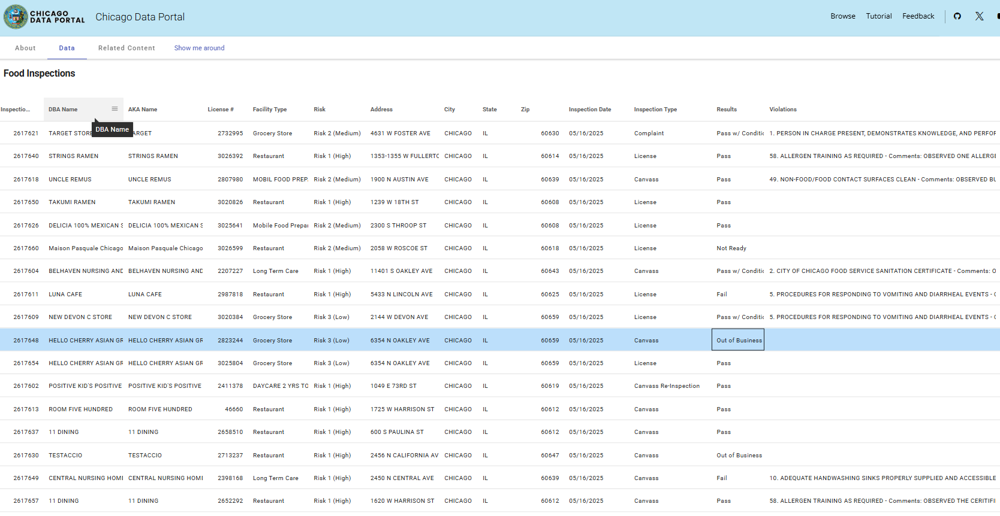 CHICAGO
DATA PORTAL
Chicago Data Portal
Browse Tutorial Feedback
About Data Related Content Show me around
Food Inspections
Inspectio... DBA Name AKA Name License # Facility Type Risk Address City State Zip Inspection Date Inspection Type Results Violations
DBA Name
2617621 TARGET STORE ARGET 2732995 Grocery Store Risk 2 (Medium) 4631 W FOSTER AVE CHICAGO IL 60630 05/16/2025 Complaint Pass w/ Conditic 1. PERSON IN CHARGE PRESENT, DEMONSTRATES KNOWLEDGE, AND PERFOR
2617640 STRINGS RAMEN STRINGS RAMEN 3026392 Restaurant Risk 1 (High) 1353-1355 W FULLERTC CHICAGO IL 60614 05/16/2025 License Pass 58. ALLERGEN TRAINING AS REQUIRED - Comments: OBSERVED ONE ALLERGE
2617618 UNCLE REMUS UNCLE REMUS 2807980 MOBIL FOOD PREP. Risk 2 (Medium) 1900 N AUSTIN AVE CHICAGO IL 60639 05/16/2025 Canvass Pass 49. NON-FOOD/FOOD CONTACT SURFACES CLEAN - Comments: OBSERVED BU
2617650 TAKUMI RAMEN TAKUMI RAMEN 3020826 Restaurant Risk 1 (High) 1239 W 18TH ST CHICAGO IL 60608 05/16/2025 License Pass
2617626 DELICIA 100% MEXICAN S DELICIA 100% MEXICAN S 3025641 Mobile Food Prepar Risk 2 (Medium) 2300 S THROOP ST CHICAGO IL 60608 05/16/2025 License Pass
2617660 Maison Pasquale Chicago Maison Pasquale Chicago 3026599 Restaurant Risk 2 (Medium) 2058 W ROSCOE ST CHICAGO IL 60618 05/16/2025 License Not Ready
2617604 BELHAVEN NURSING AND BELHAVEN NURSING AND 2207227 Long Term Care Risk 1 (High) 11401 S OAKLEY AVE CHICAGO IL 60643 05/16/2025 Canvass Pass w/ Conditic 2. CITY OF CHICAGO FOOD SERVICE SANITATION CERTIFICATE - Comments: O
2617611 LUNA CAFE LUNA CAFE 2987818 Restaurant Risk 1 (High) 5433 N LINCOLN AVE CHICAGO IL 60625 05/16/2025 License Fail 5. PROCEDURES FOR RESPONDING TO VOMITING AND DIARRHEAL EVENTS - C
2617609 NEW DEVON C STORE NEW DEVON C STORE 3020384 Grocery Store Risk 3 (Low) 2144 W DEVON AVE CHICAGO IL 60659 05/16/2025 License Pass w/ Conditic 5. PROCEDURES FOR RESPONDING TO VOMITING AND DIARRHEAL EVENTS - C
2617648 HELLO CHERRY ASIAN GR HELLO CHERRY ASIAN GR 2823244 Grocery Store Risk 3 (Low) 6354 N OAKLEY AVE CHICAGO IL 60659 05/16/2025 Canvass Out of Business
2617654 HELLO CHERRY ASIAN GR HELLO CHERRY ASIAN GR 3025804 Grocery Store Risk 3 (Low) 6354 N OAKLEY AVE CHICAGO IL 60659 05/16/2025 License Pass
2617602 POSITIVE KID'S POSITIVE POSITIVE KID'S POSITIVE 2411378 DAYCARE 2 YRS TO Risk 1 (High) 1049 E 73RD ST CHICAGO IL 60619 05/16/2025 Canvass Re-Inspection Pass
2617613 ROOM FIVE HUNDRED ROOM FIVE HUNDRED 46660 Restaurant Risk 1 (High) 1725 W HARRISON ST CHICAGO IL 60612 05/16/2025 Canvass Pass
2617637 11 DINING 11 DINING 2658510 Restaurant Risk 1 (High) 600 S PAULINA ST CHICAGO IL 60612 05/16/2025 Canvass Pass
2617630 TESTACCIO TESTACCIO 2713237 Restaurant Risk 1 (High) 2456 N CALIFORNIA AV CHICAGO IL 60647 05/16/2025 Canvass Out of Business
2617649 CENTRAL NURSING HOME CENTRAL NURSING HOME 2398168 Long Term Care Risk 1 (High) 2450 N CENTRAL AVE CHICAGO IL 60639 05/16/2025 Canvass Fail 10. ADEQUATE HANDWASHING SINKS PROPERLY SUPPLIED AND ACCESSIBLE
2617657 11 DINING 11 DINING 2652292 Restaurant Risk 1 (High) 1620 W HARRISON ST CHICAGO IL 60612 05/16/2025 Canvass Pass 58. ALLERGEN TRAINING AS REQUIRED - Comments: OBSERVED THE CERITIFI